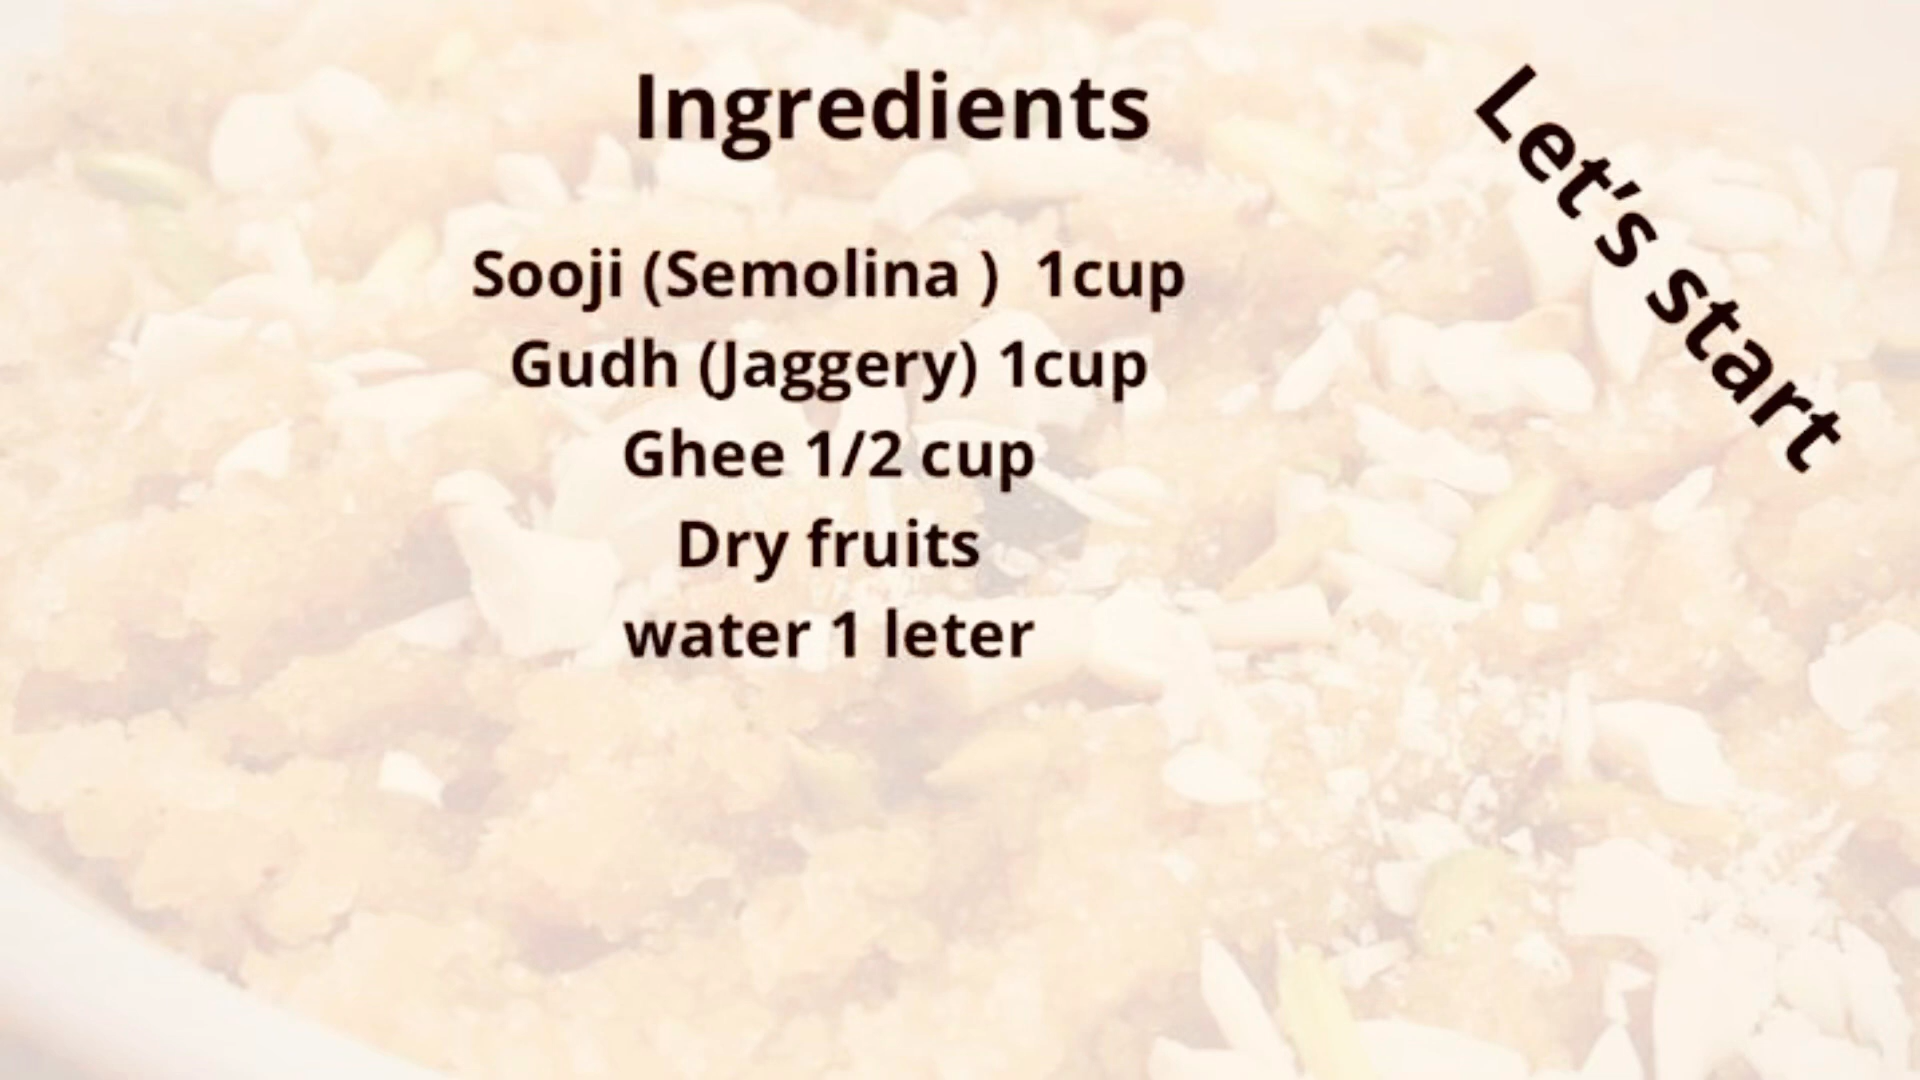 Ingredients
Let's start
Sooji (Semolina )  1cup
Gudh (Jaggery) 1cup
Ghee 1/2 cup
Dry fruits
water 1 leter